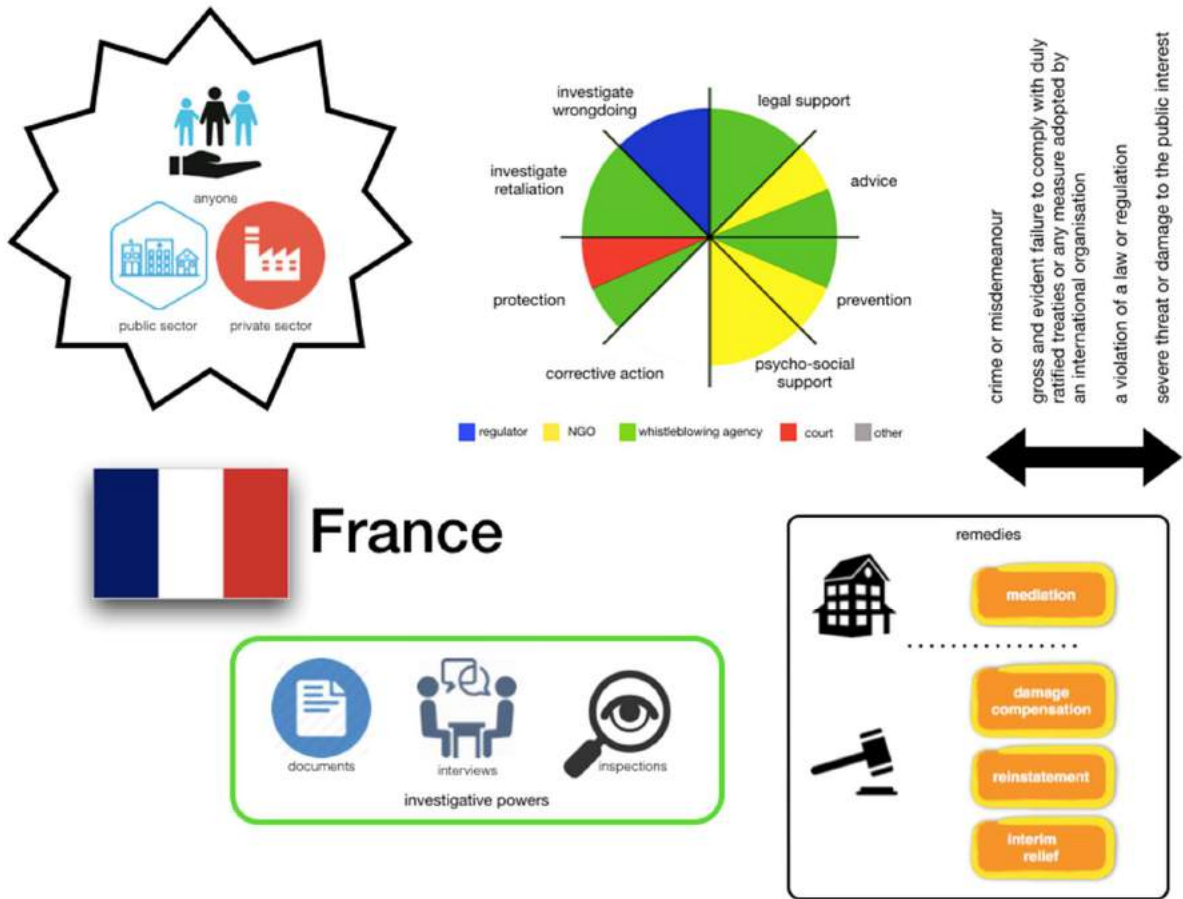 anyone
public sector
private sector
investigate
wrongdoing
legal support
investigate
retaliation
advice
protection
prevention
corrective action
psycho-social
support
regulator
NGO
whistleblowing agency
court
other
crime or misdemeanour
gross and evident failure to comply with duly
ratified treaties or any measure adopted by
an international organisation
a violation of a law or regulation
severe threat or damage to the public interest
France
documents
interviews
inspections
investigative powers
remedies
mediation
damage
compensation
reinstatement
interim
relief